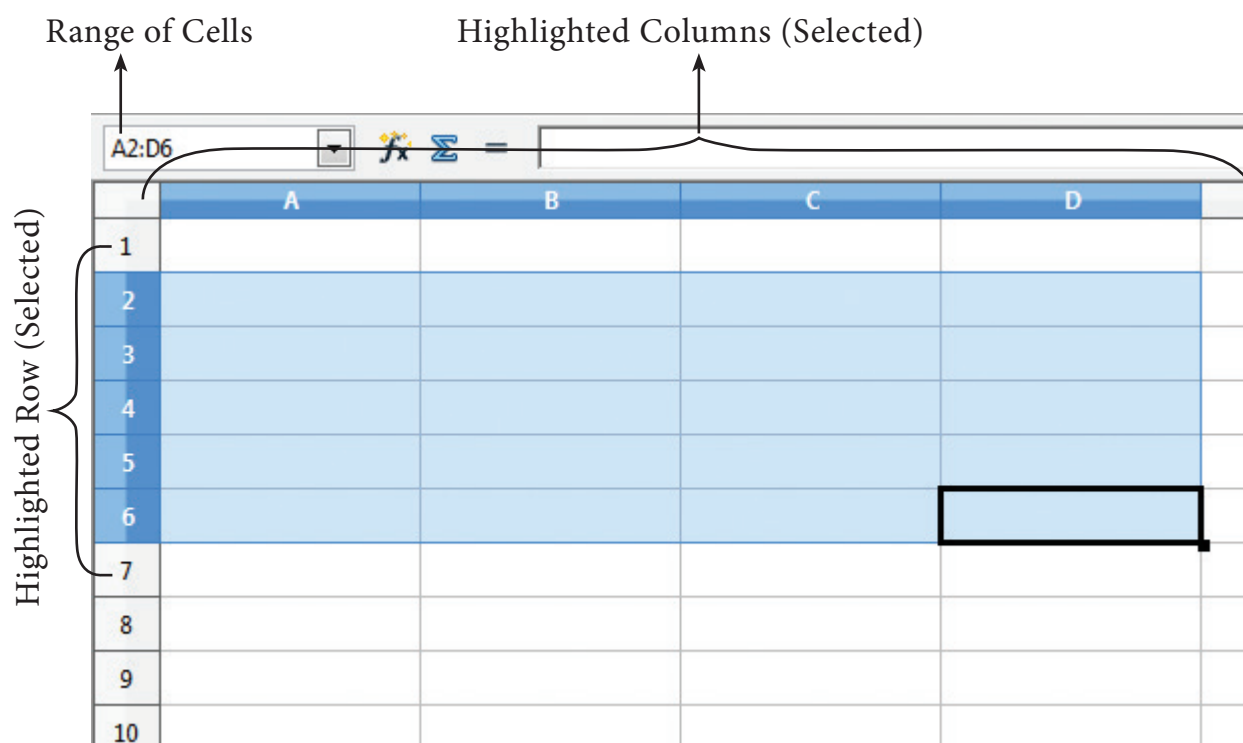 Range of Cells
Highlighted Columns (Selected)
A2:D6 fx Σ =
A B C D
Highlighted Row (Selected)
1
2
3
4
5
6
7
8
9
10